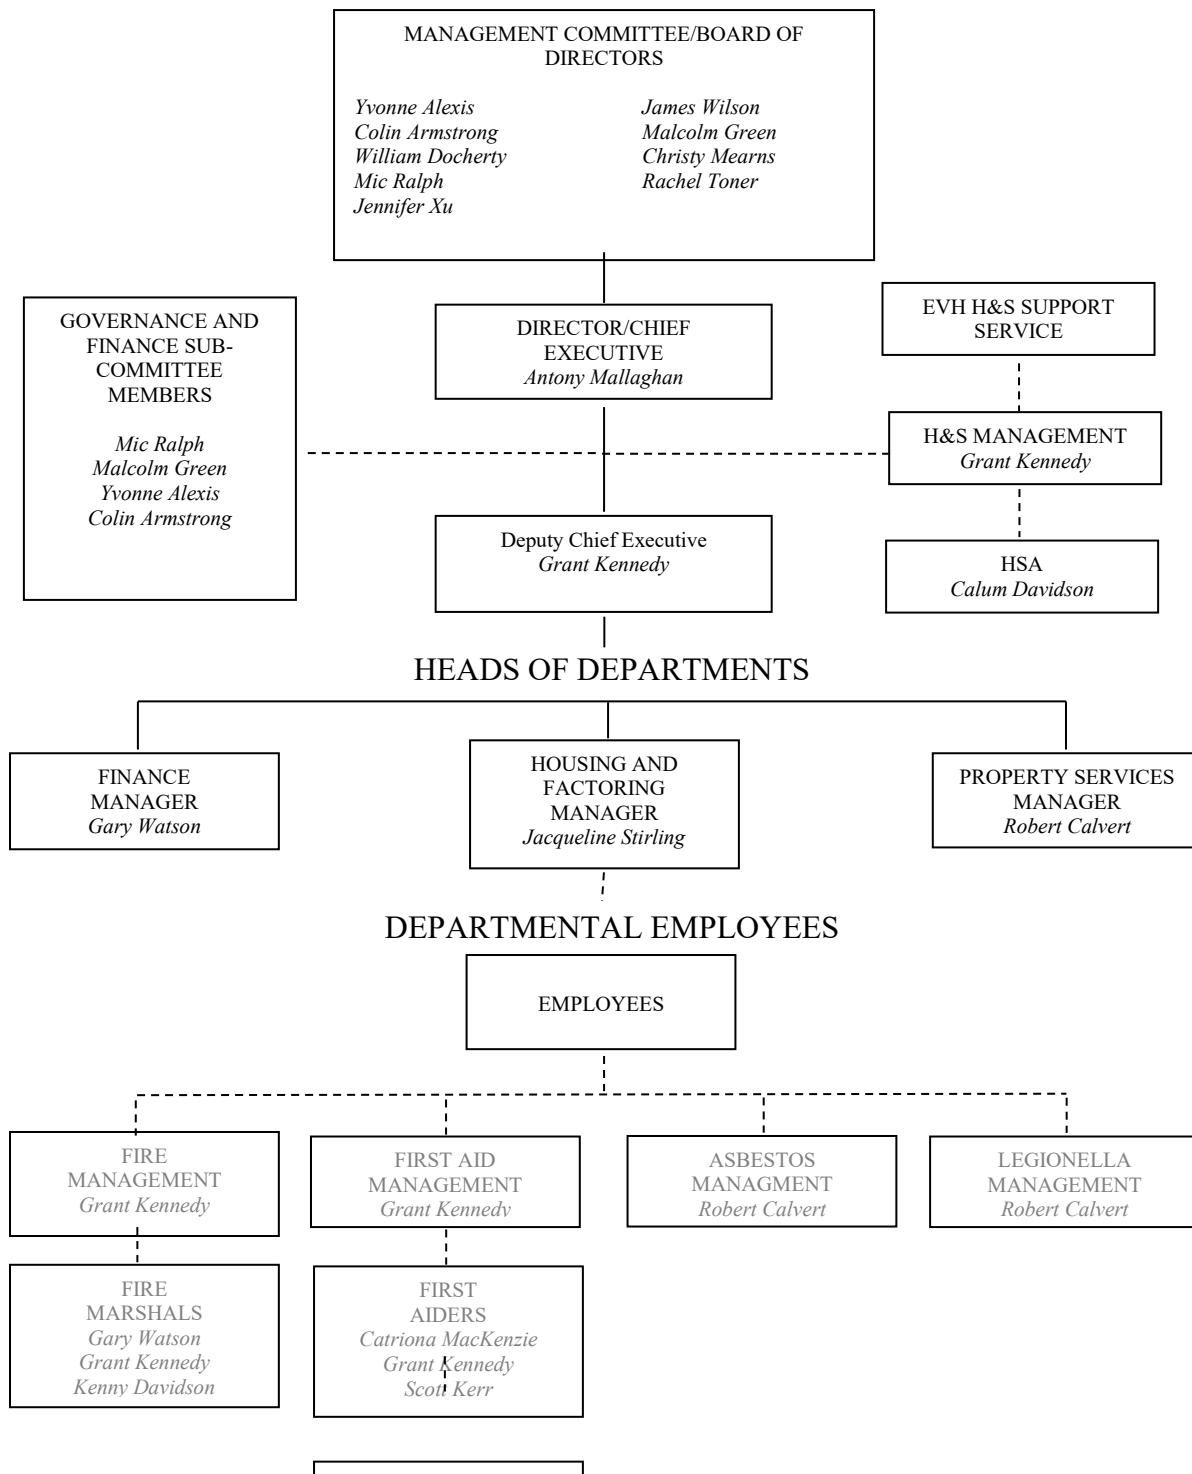 MANAGEMENT COMMITTEE/BOARD OF
DIRECTORS
Yvonne Alexis
Colin Armstrong
William Docherty
Mic Ralph
Jennifer Xu
James Wilson
Malcolm Green
Christy Mearns
Rachel Toner
GOVERNANCE AND
FINANCE SUB-
COMMITTEE
MEMBERS
Mic Ralph
Malcolm Green
Yvonne Alexis
Colin Armstrong
DIRECTOR/CHIEF
EXECUTIVE
Antony Mallaghan
EVH H&S SUPPORT
SERVICE
H&S MANAGEMENT
Grant Kennedy
Deputy Chief Executive
Grant Kennedy
HSA
Calum Davidson
HEADS OF DEPARTMENTS
FINANCE
MANAGER
Gary Watson
HOUSING AND
FACTORING
MANAGER
Jacqueline Stirling
PROPERTY SERVICES
MANAGER
Robert Calvert
DEPARTMENTAL EMPLOYEES
EMPLOYEES
FIRE
MANAGEMENT
Grant Kennedy
FIRST AID
MANAGEMENT
Grant Kennedy
ASBESTOS
MANAGMENT
Robert Calvert
LEGIONELLA
MANAGEMENT
Robert Calvert
FIRE
MARSHALS
Gary Watson
Grant Kennedy
Kenny Davidson
FIRST
AIDERS
Catriona MacKenzie
Grant Kennedy
Scott Kerr